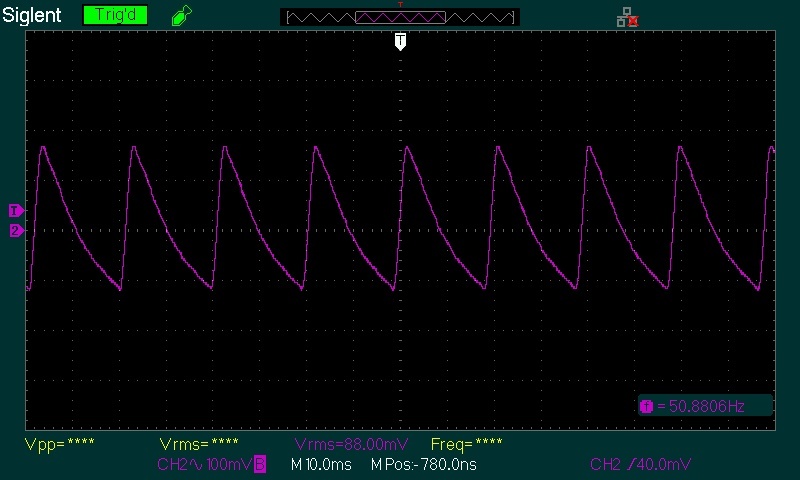 Siglent Trig'd
T
T
T
2
f = 50.8806Hz
Vpp=**** Vrms=**** Vrms=88.00mV Freq=****
CH2∿ 100mV B M 10.0ms M Pos:-780.0ns CH2 /40.0mV